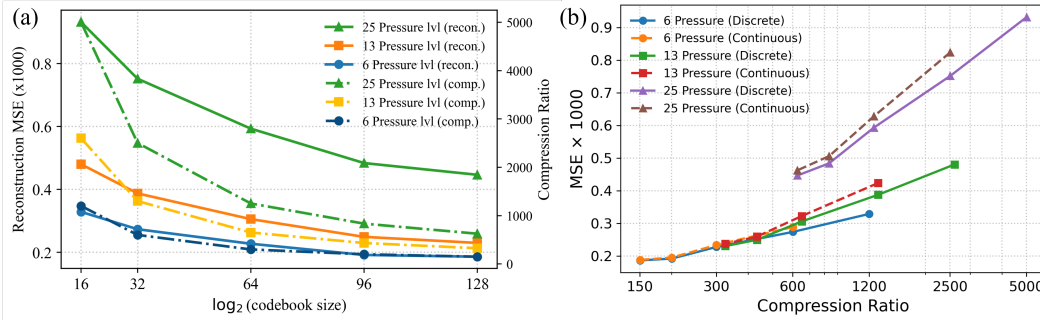 (a)
Reconstruction MSE (x1000)
0.8
0.6
0.4
0.2
25 Pressure lvl (recon.)
13 Pressure lvl (recon.)
6 Pressure lvl (recon.)
25 Pressure lvl (comp.)
13 Pressure lvl (comp.)
6 Pressure lvl (comp.)
5000
4000
3000
2000
1000
0
Compression Ratio
16 32 64 96 128
log₂ (codebook size)
(b)
MSE × 1000
0.9
0.8
0.7
0.6
0.5
0.4
0.3
0.2
6 Pressure (Discrete)
6 Pressure (Continuous)
13 Pressure (Discrete)
13 Pressure (Continuous)
25 Pressure (Discrete)
25 Pressure (Continuous)
150 300 600 1200 2500 5000
Compression Ratio